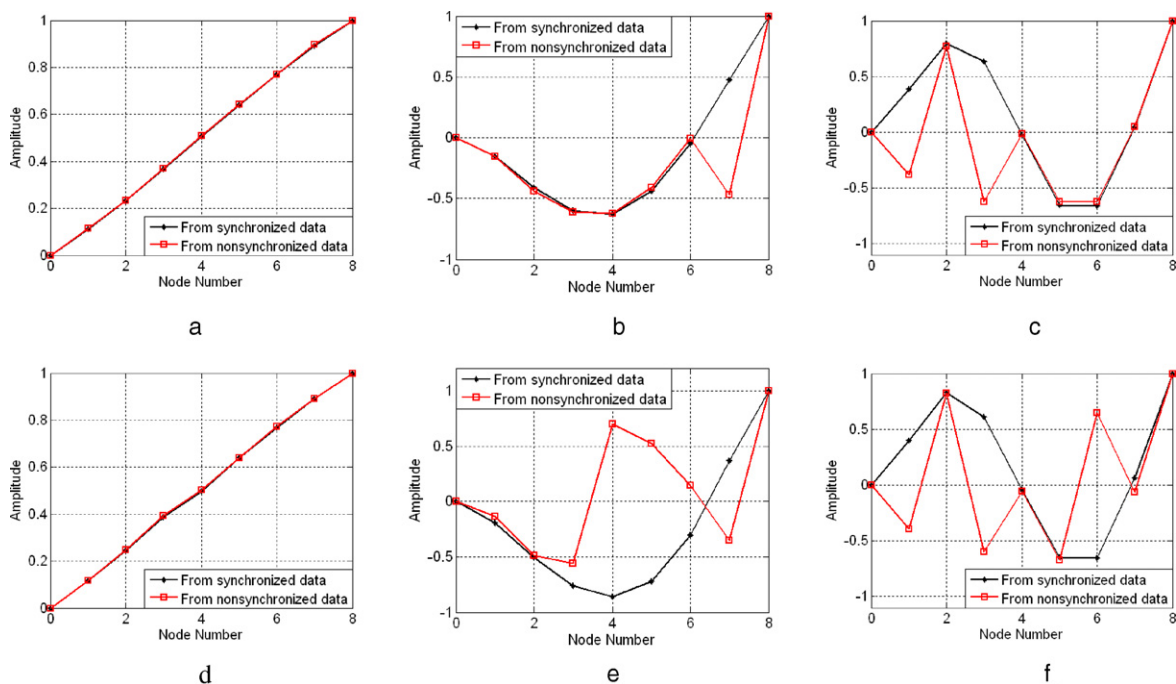 1
0.8
0.6
0.4
0.2
0
Amplitude
From synchronized data
From nonsynchronized data
0 2 4 6 8
Node Number
a
From synchronized data
From nonsynchronized data
1
0.5
0
-0.5
-1
Amplitude
0 2 4 6 8
Node Number
b
1
0.5
0
-0.5
-1
Amplitude
From synchronized data
From nonsynchronized data
0 2 4 6 8
Node Number
c
1
0.8
0.6
0.4
0.2
0
Amplitude
From synchronized data
From nonsynchronized data
0 2 4 6 8
Node Number
d
From synchronized data
From nonsynchronized data
1
0.5
0
-0.5
-1
Amplitude
0 2 4 6 8
Node Number
e
1
0.5
0
-0.5
-1
Amplitude
From synchronized data
From nonsynchronized data
0 2 4 6 8
Node Number
f